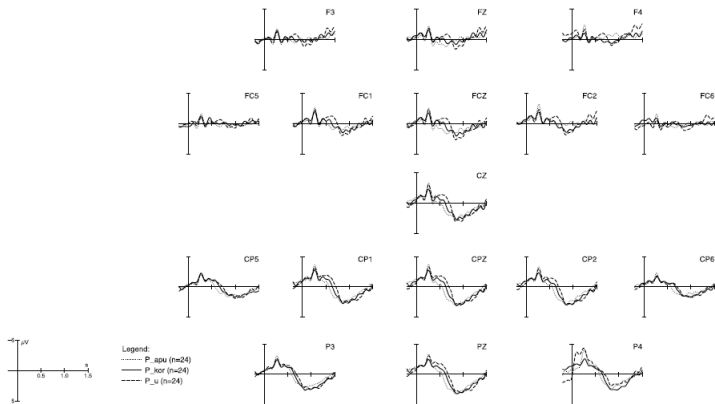 F3 FZ F4
FC5 FC1 FCZ FC2 FC6
CZ
CP5 CP1 CPZ CP2 CP6
P3 PZ P4
µV
s
0.5 1.0 1.5
5
Legend:
P_apu (n=24)
P_kor (n=24)
P_u (n=24)